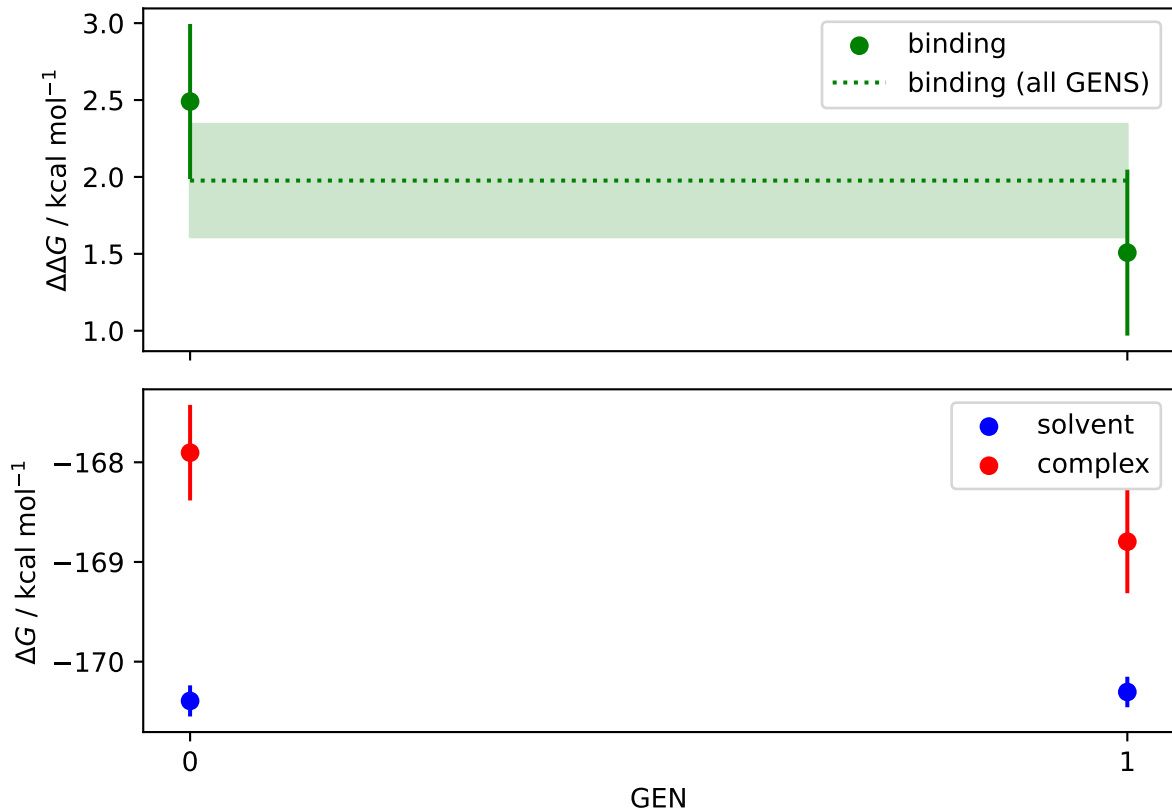 3.0
2.5
2.0
1.5
1.0
ΔΔG / kcal mol⁻¹
binding
binding (all GENS)
−168
−169
−170
ΔG / kcal mol⁻¹
solvent
complex
0
1
GEN